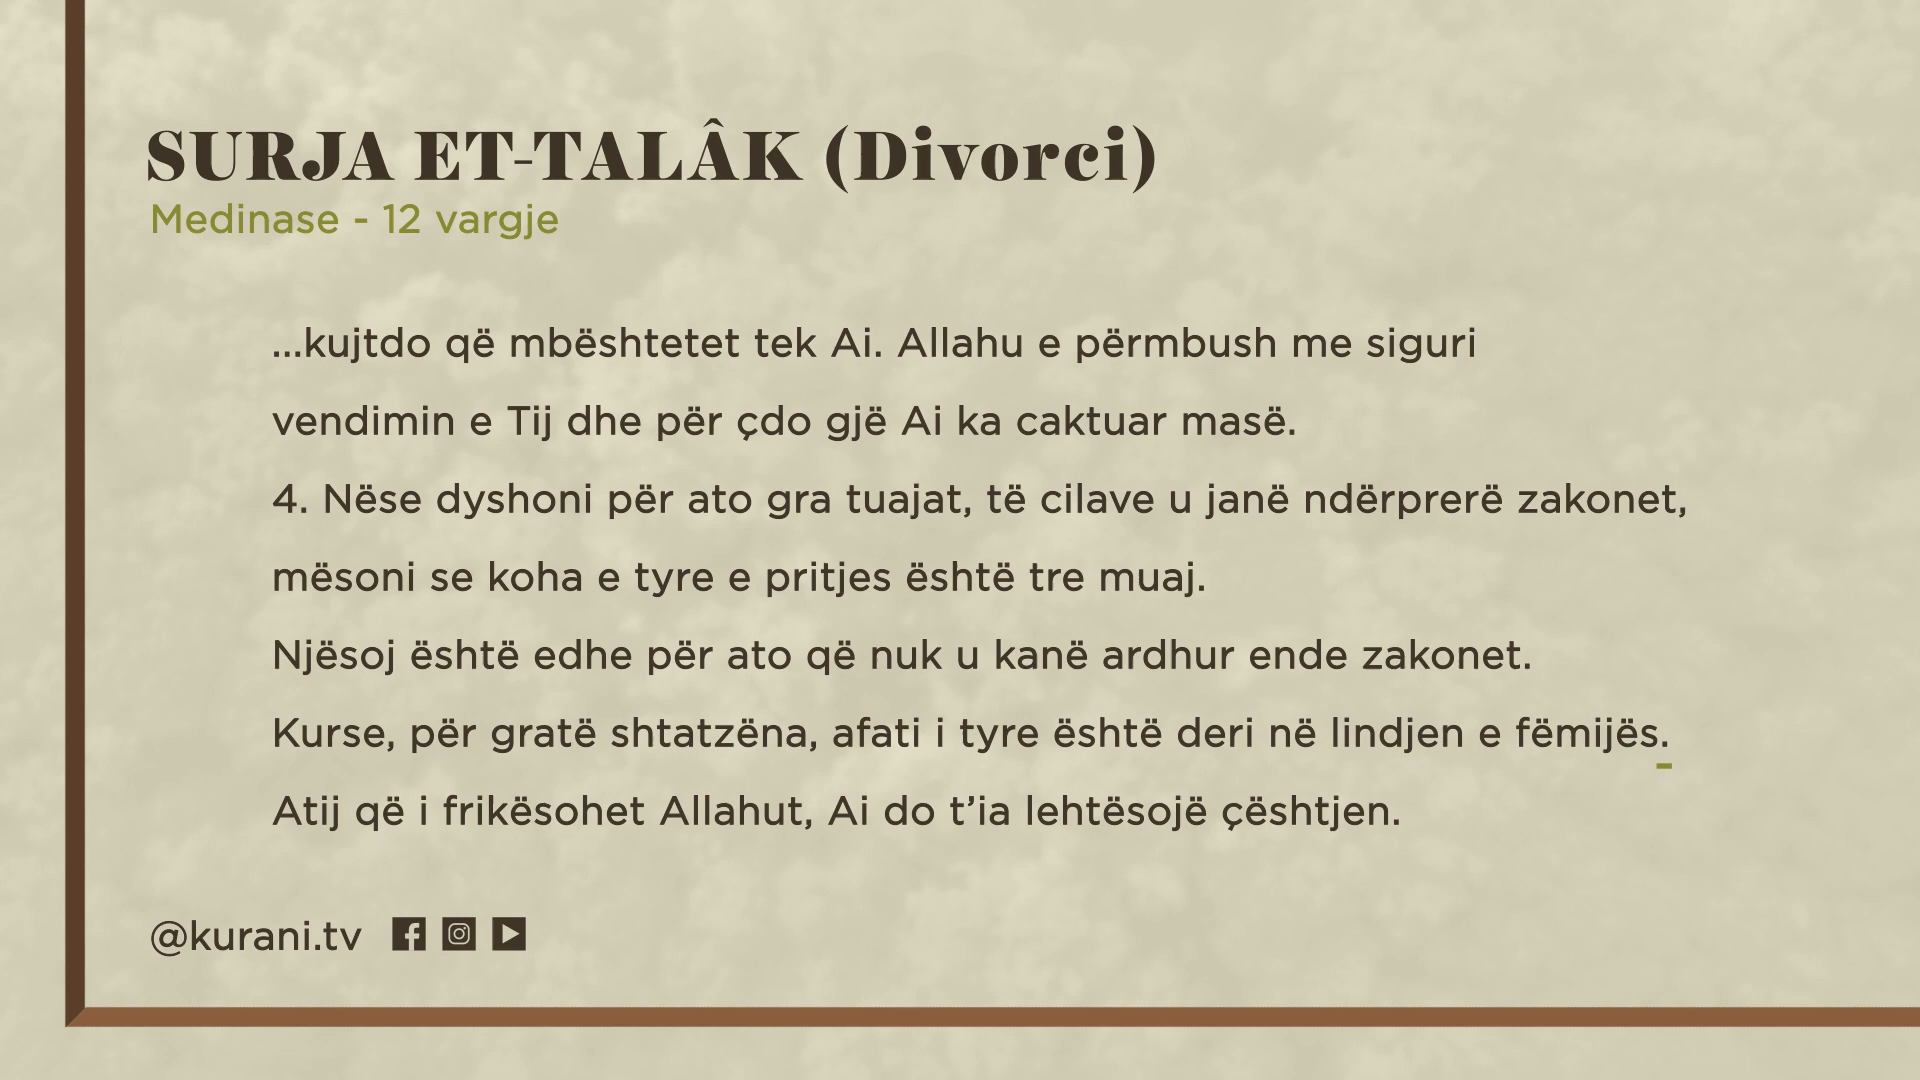 SURJA ET-TALÂK (Divorci)
Medinase - 12 vargje
...kujtdo që mbështetet tek Ai. Allahu e përmbush me siguri
vendimin e Tij dhe për çdo gjë Ai ka caktuar masë.
4. Nëse dyshoni për ato gra tuajat, të cilave u janë ndërprerë zakonet,
mësoni se koha e tyre e pritjes është tre muaj.
Njësoj është edhe për ato që nuk u kanë ardhur ende zakonet.
Kurse, për gratë shtatzëna, afati i tyre është deri në lindjen e fëmijës.
Atij që i frikësohet Allahut, Ai do t’ia lehtësojë çështjen.
@kurani.tv